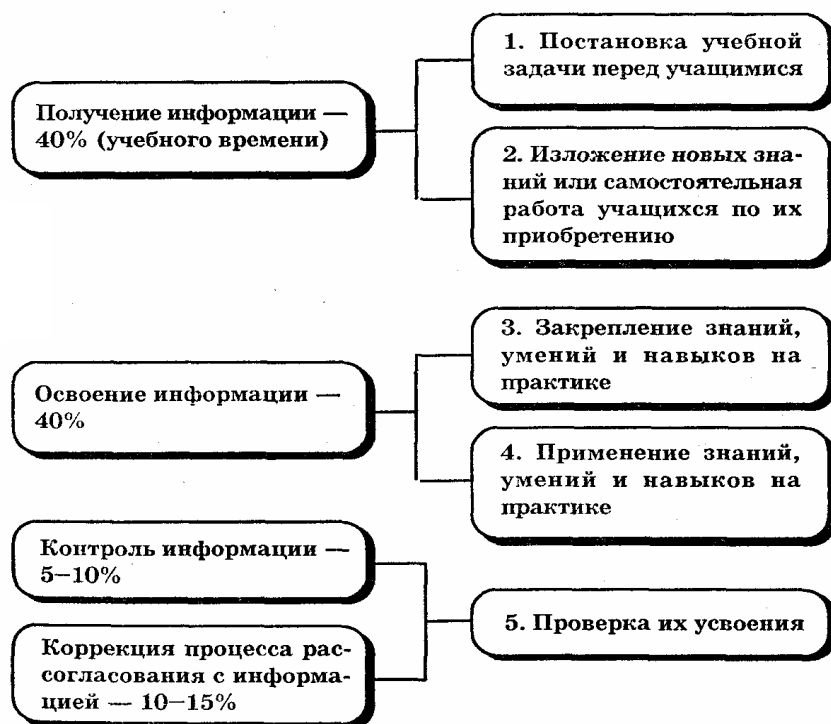 Получение информации —
40% (учебного времени)
1. Постановка учебной
задачи перед учащимися
2. Изложение новых зна-
ний или самостоятельная
работа учащихся по их
приобретению
Освоение информации —
40%
3. Закрепление знаний,
умений и навыков на
практике
4. Применение знаний,
умений и навыков на
практике
Контроль информации —
5–10%
Коррекция процесса рас-
согласования с информа-
цией — 10–15%
5. Проверка их усвоения